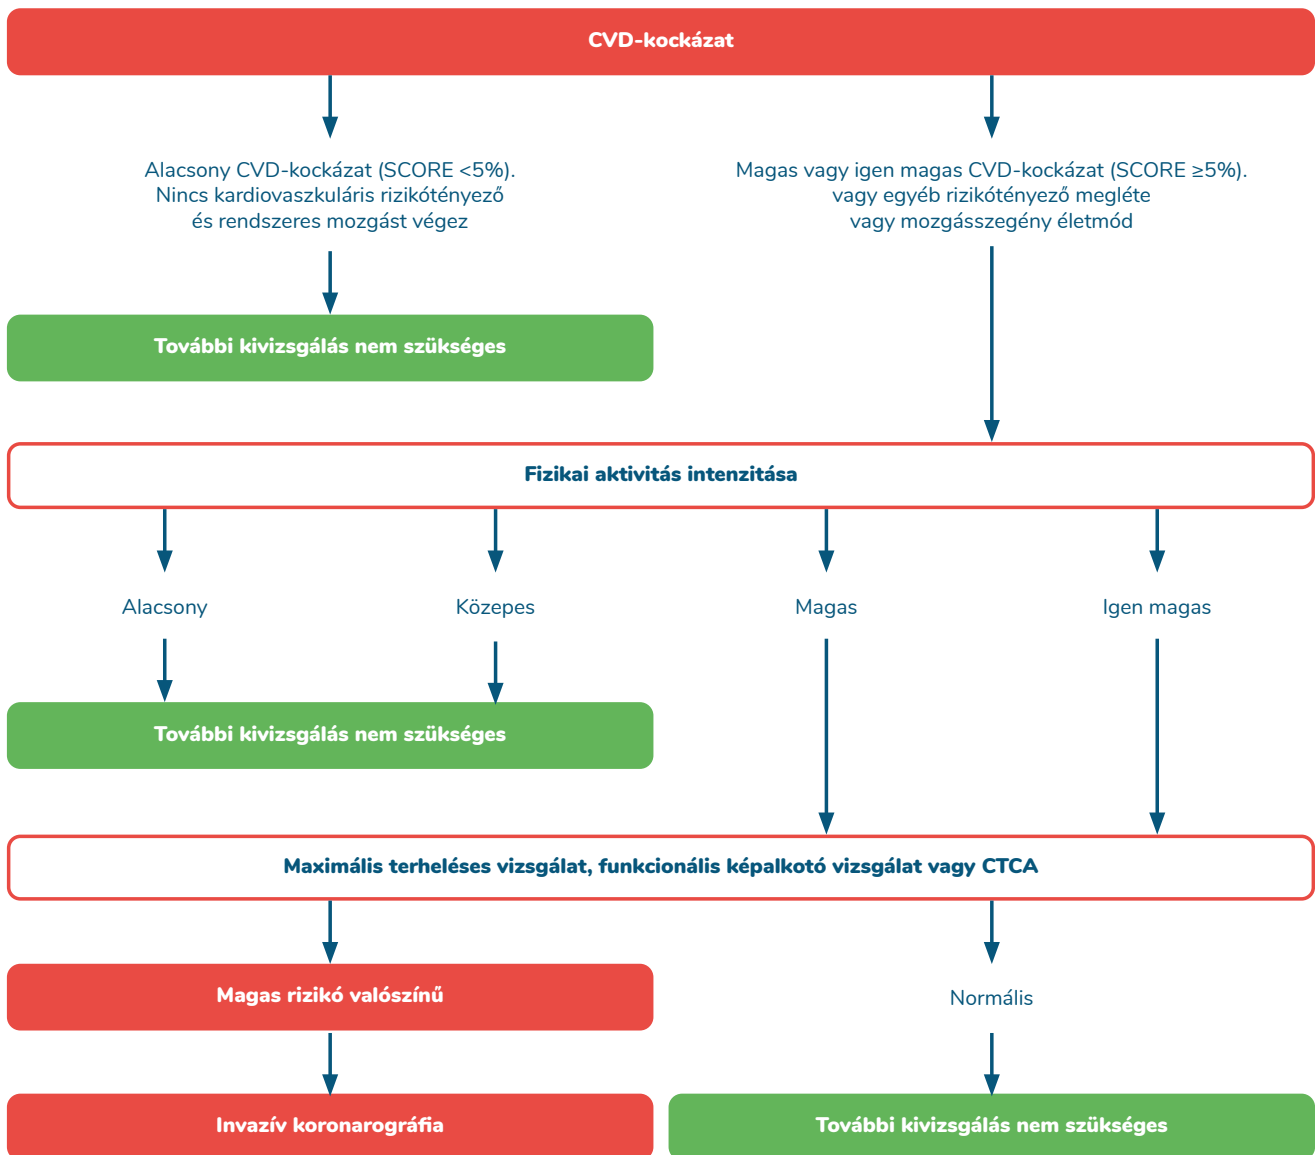 CVD-kockázat
Alacsony CVD-kockázat (SCORE <5%).
Nincs kardiovaszkuláris rizikótényező
és rendszeres mozgást végez
Magas vagy igen magas CVD-kockázat (SCORE ≥5%).
vagy egyéb rizikótényező megléte
vagy mozgásszegény életmód
További kivizsgálás nem szükséges
Fizikai aktivitás intenzitása
Alacsony
Közepes
Magas
Igen magas
További kivizsgálás nem szükséges
Maximális terheléses vizsgálat, funkcionális képalkotó vizsgálat vagy CTCA
Magas rizikó valószínű
Normális
Invazív koronarográfia
További kivizsgálás nem szükséges